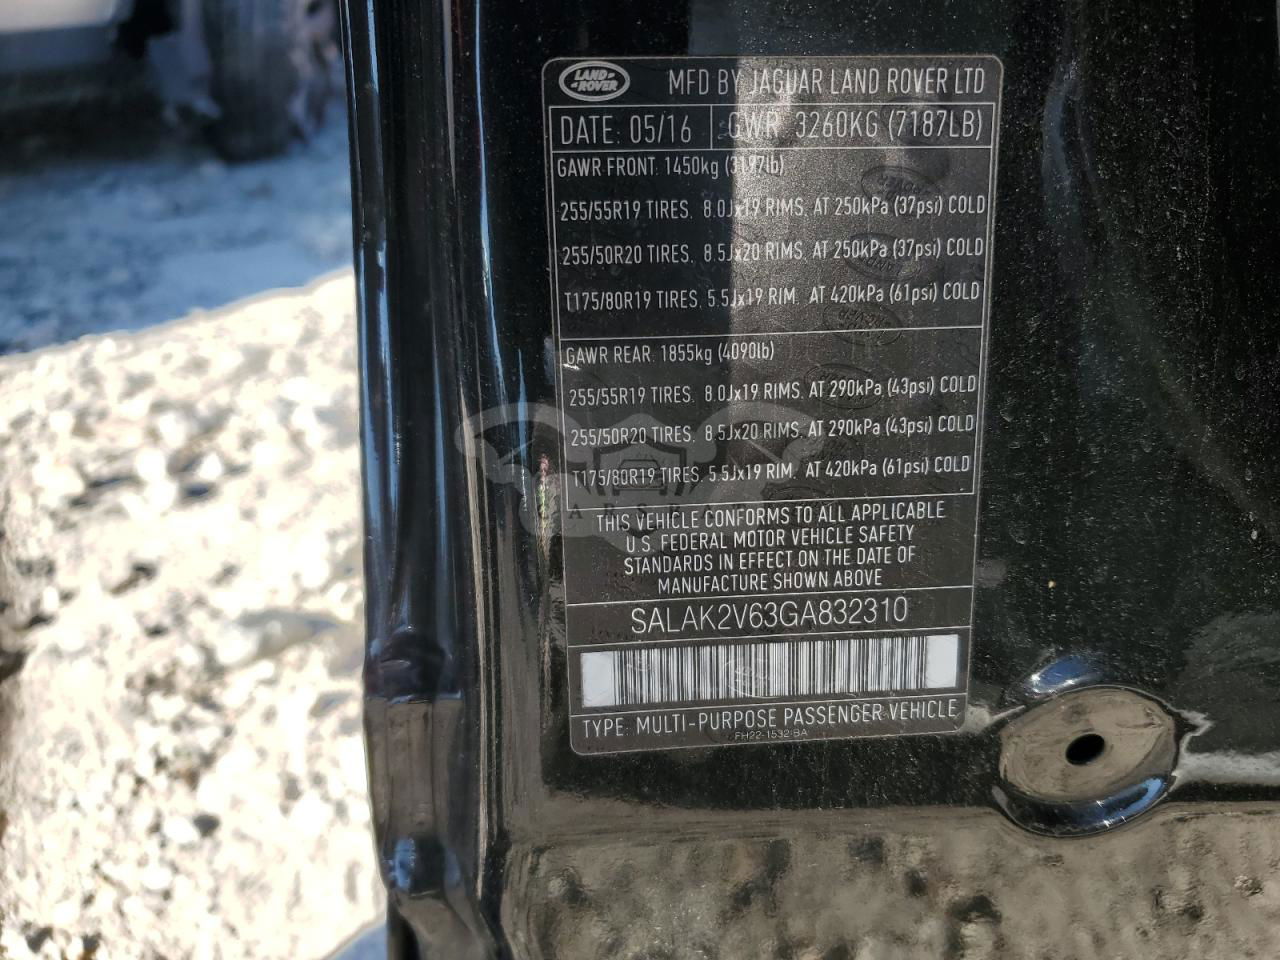 LAND ROVER
MFD BY JAGUAR LAND ROVER LTD
DATE: 05/16 GWR 3260KG (7187LB)
GAWR FRONT: 1450kg (3197lb)
255/55R19 TIRES. 8.0Jx19 RIMS. AT 250kPa (37psi) COLD
255/50R20 TIRES. 8.5Jx20 RIMS. AT 250kPa (37psi) COLD
T175/80R19 TIRES. 5.5Jx19 RIM. AT 420kPa (61psi) COLD
GAWR REAR: 1855kg (4090lb)
255/55R19 TIRES. 8.0Jx19 RIMS. AT 290kPa (43psi) COLD
255/50R20 TIRES. 8.5Jx20 RIMS. AT 290kPa (43psi) COLD
T175/80R19 TIRES. 5.5Jx19 RIM. AT 420kPa (61psi) COLD
THIS VEHICLE CONFORMS TO ALL APPLICABLE
U.S. FEDERAL MOTOR VEHICLE SAFETY
STANDARDS IN EFFECT ON THE DATE OF
MANUFACTURE SHOWN ABOVE
SALAK2V63GA832310
TYPE: MULTI-PURPOSE PASSENGER VEHICLE
FH22-1532-BA